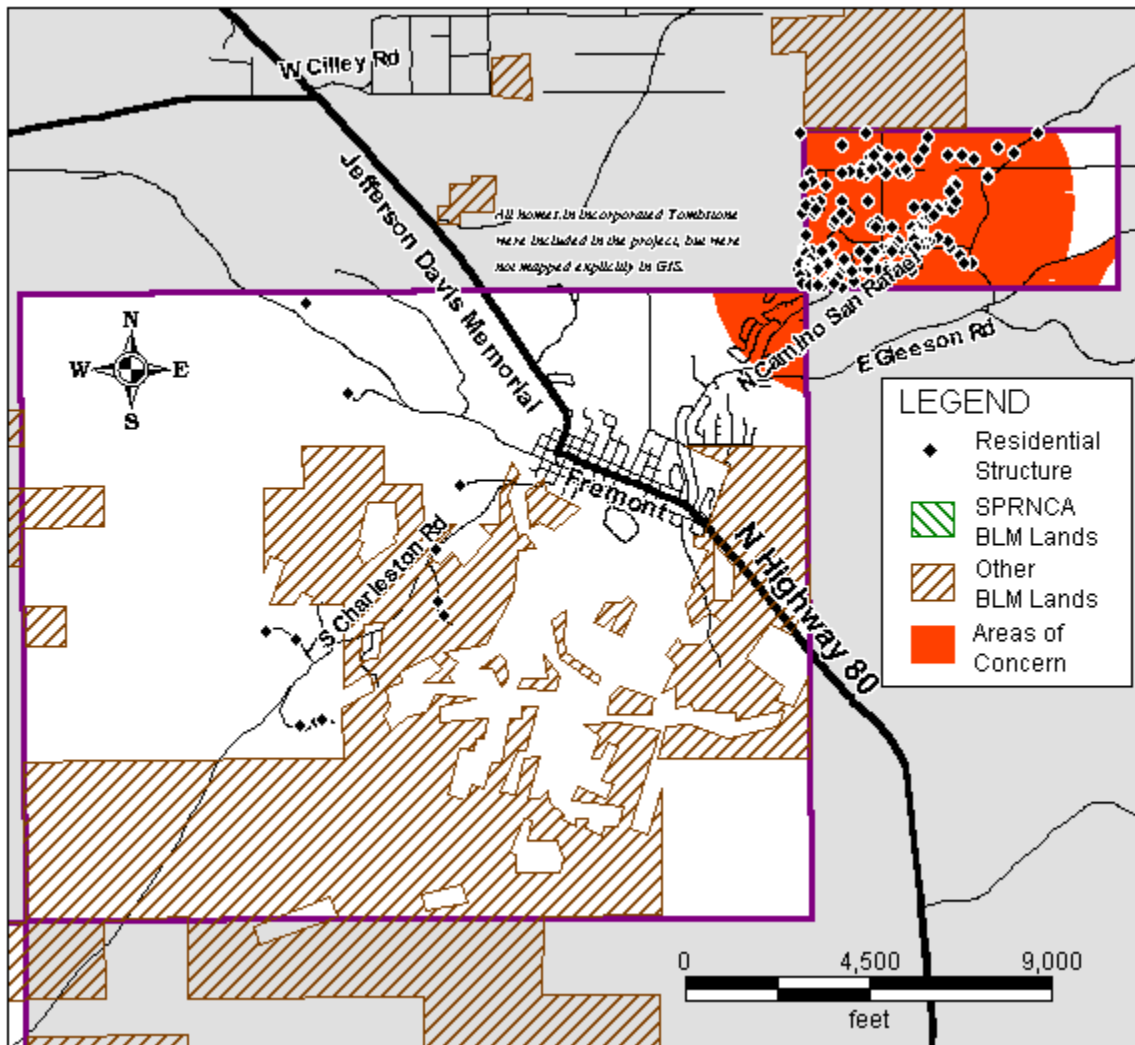 W Cilley Rd
Jefferson Davis Memorial
All homes in incorporated Tombstone
were included in the project, but were
not mapped explicitly in GIS.
N Camino San Rafael
E Gleeson Rd
N
W E
S
Fremont S
S Charleston Rd
N Highway 80
LEGEND
Residential
Structure
SPRNCA
BLM Lands
Other
BLM Lands
Areas of
Concern
0 4,500 9,000
feet